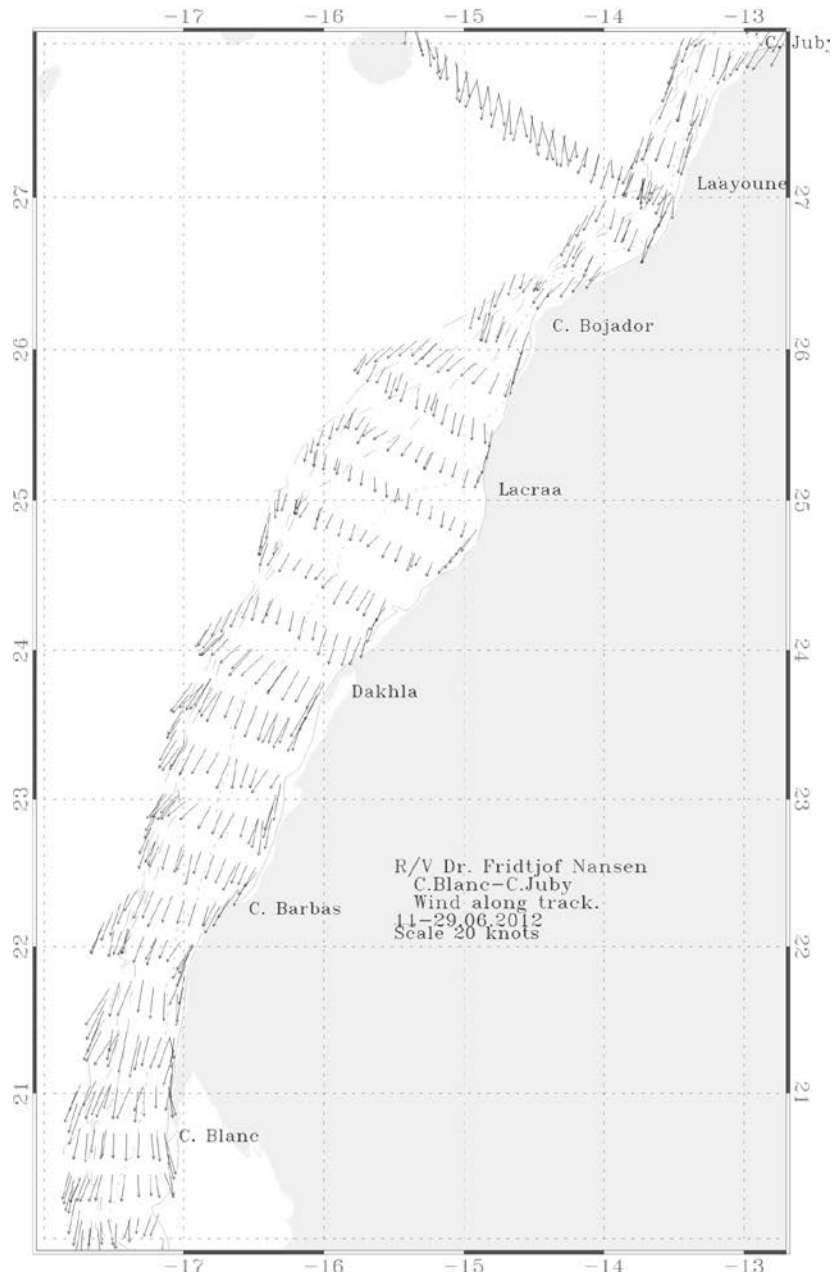 -17 -16 -15 -14 -13
C. Juby
27 Laayoune 27
C. Bojador
26 26
25 Lacraa 25
24 24
Dakhla
23 23
R/V Dr. Fridtjof Nansen
C.Blanc-C.Juby
Wind along track.
C. Barbas
11-29.06.2012
Scale 20 knots
22 22
21 21
C. Blanc
-17 -16 -15 -14 -13